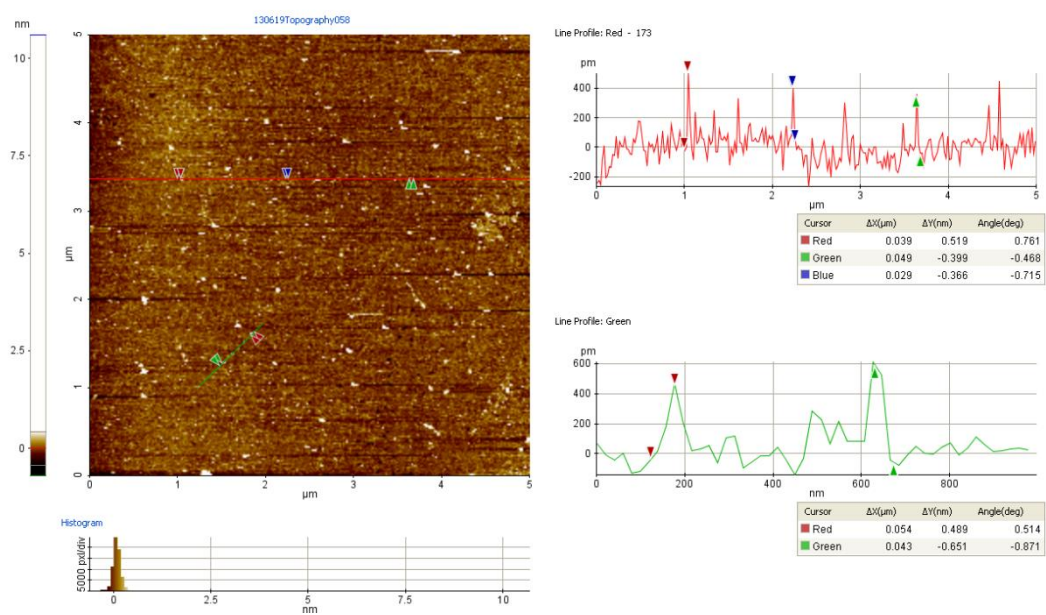 130619Topography058
nm
10
7.5
5
2.5
0
5
4
3
2
1
0
µm
0 1 2 3 4 5
µm
Histogram
5000 pxl/div
0 2.5 5 7.5 10
nm
Line Profile: Red - 173
pm
400
200
0
-200
0 1 2 3 4 5
µm
Cursor ΔX(µm) ΔY(nm) Angle(deg)
Red 0.039 0.519 0.761
Green 0.049 -0.399 -0.468
Blue 0.029 -0.366 -0.715
Line Profile: Green
pm
600
400
200
0
0 200 400 600 800
nm
Cursor ΔX(µm) ΔY(nm) Angle(deg)
Red 0.054 0.489 0.514
Green 0.043 -0.651 -0.871